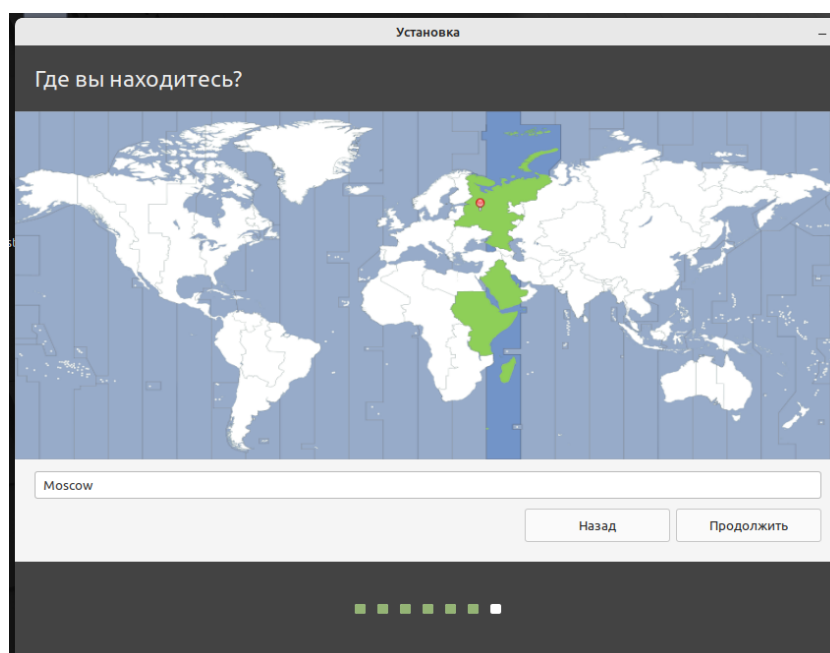 Установка
Где вы находитесь?
Moscow
Назад
Продолжить